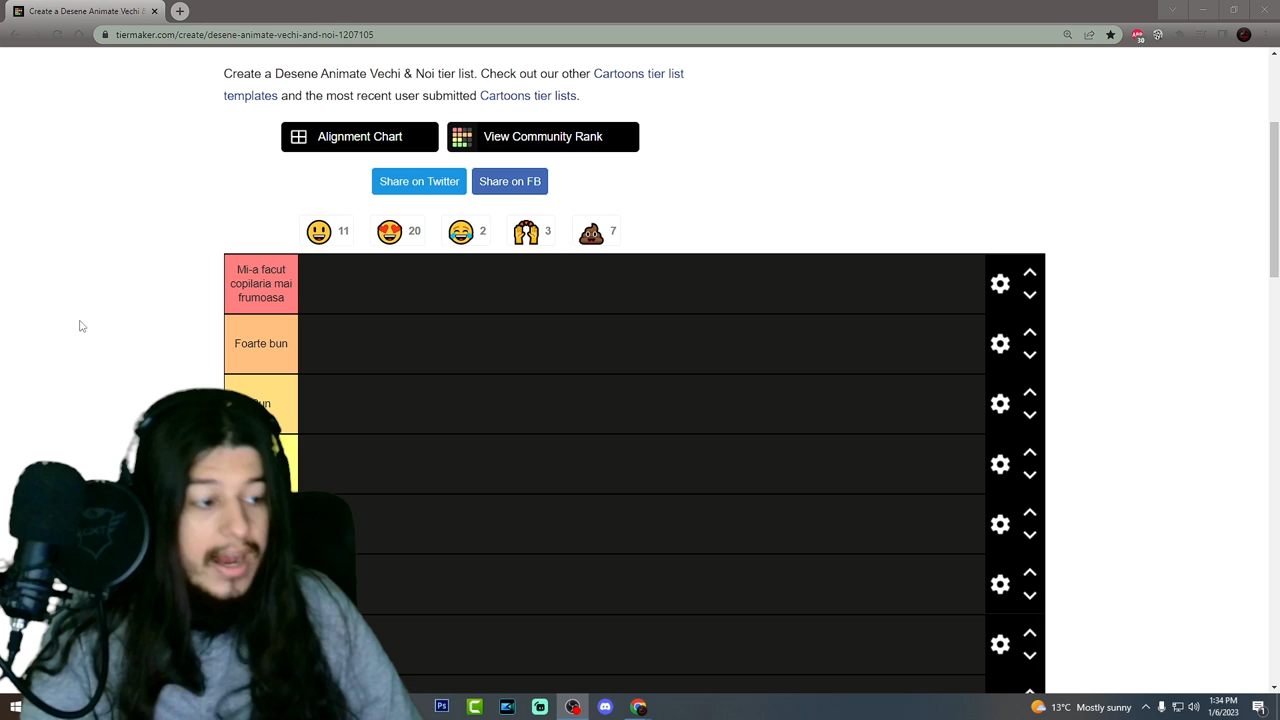 Create a Desene Animate Vechi &
tiermaker.com/create/desene-animate-vechi-and-noi-1207105
30
Create a Desene Animate Vechi & Noi tier list. Check out our other Cartoons tier list
templates and the most recent user submitted Cartoons tier lists.
Alignment Chart
View Community Rank
Share on Twitter
Share on FB
11
20
2
3
7
Mi-a facut
copilaria mai
frumoasa
Foarte bun
Ps
13°C Mostly sunny
1:34 PM
1/6/2023